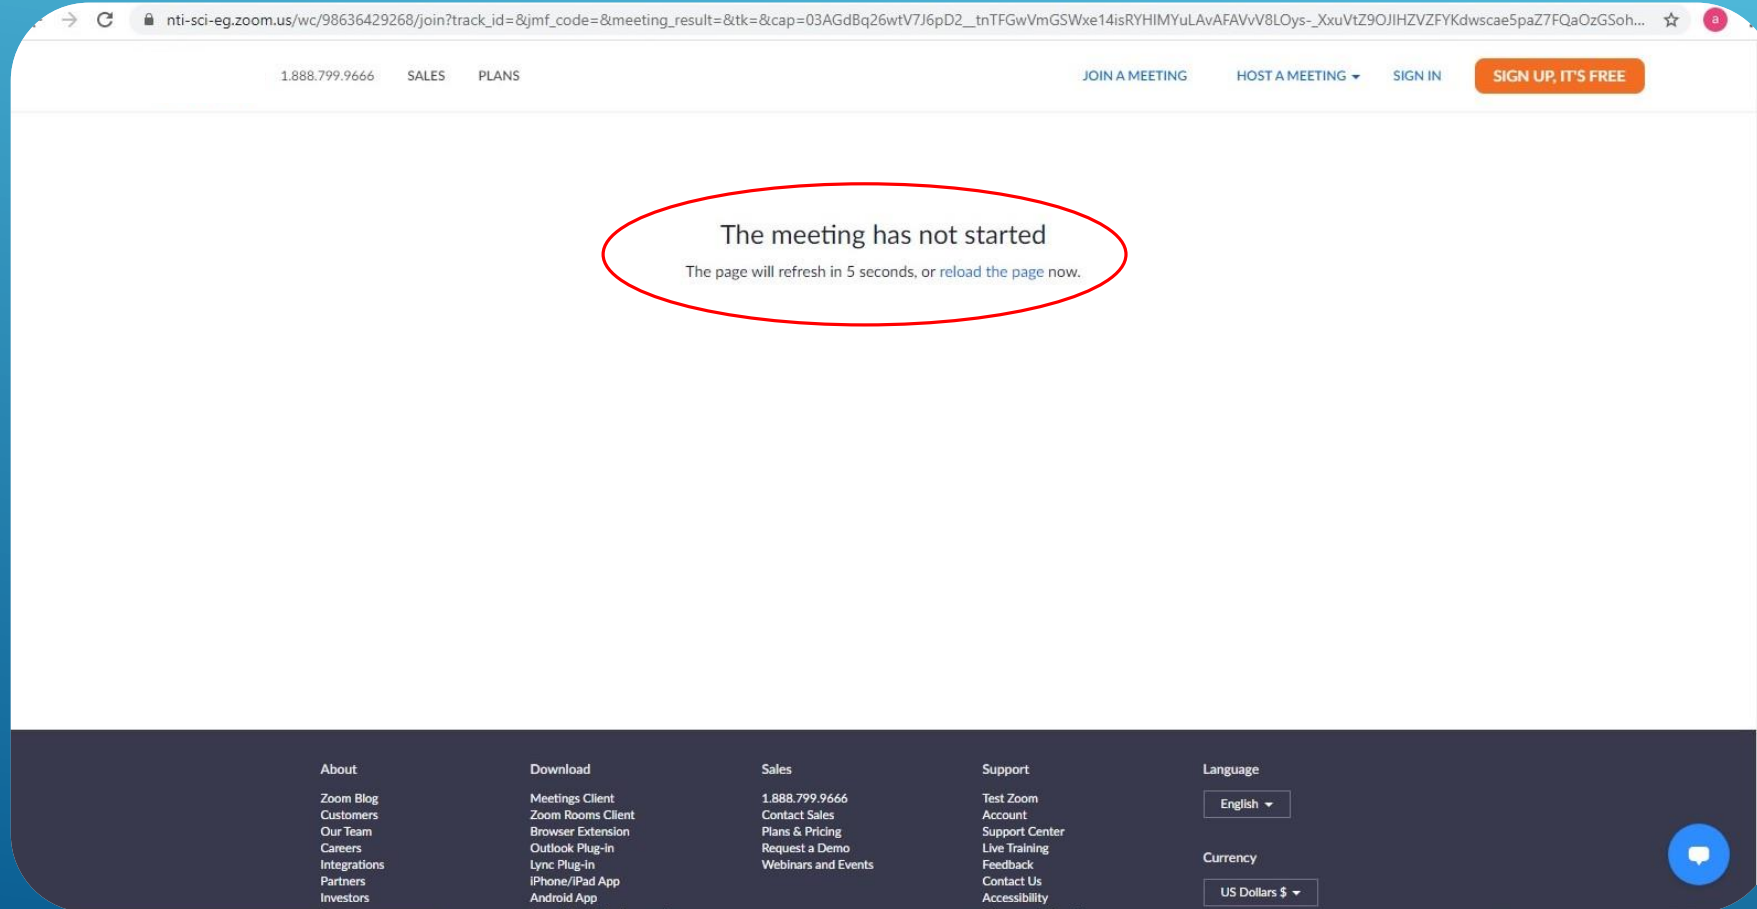 nti-sci-eg.zoom.us/wc/98636429268/join?track_id=&jmf_code=&meeting_result=&tk=&cap=03AGdBq26wtV7J6pD2__tnTFGwVmGSWxe14isRYHIMYuLAvAFAVvV8LOys-_XxuVtZ9OJIHZVZFYKdwscae5paZ7FQaOzGSoh...
a
1.888.799.9666 SALES PLANS JOIN A MEETING HOST A MEETING SIGN IN SIGN UP, IT'S FREE
The meeting has not started
The page will refresh in 5 seconds, or reload the page now.
About
Zoom Blog
Customers
Our Team
Careers
Integrations
Partners
Investors
Download
Meetings Client
Zoom Rooms Client
Browser Extension
Outlook Plug-in
Lync Plug-in
iPhone/iPad App
Android App
Sales
1.888.799.9666
Contact Sales
Plans & Pricing
Request a Demo
Webinars and Events
Support
Test Zoom
Account
Support Center
Live Training
Feedback
Contact Us
Accessibility
Language
English
Currency
US Dollars $